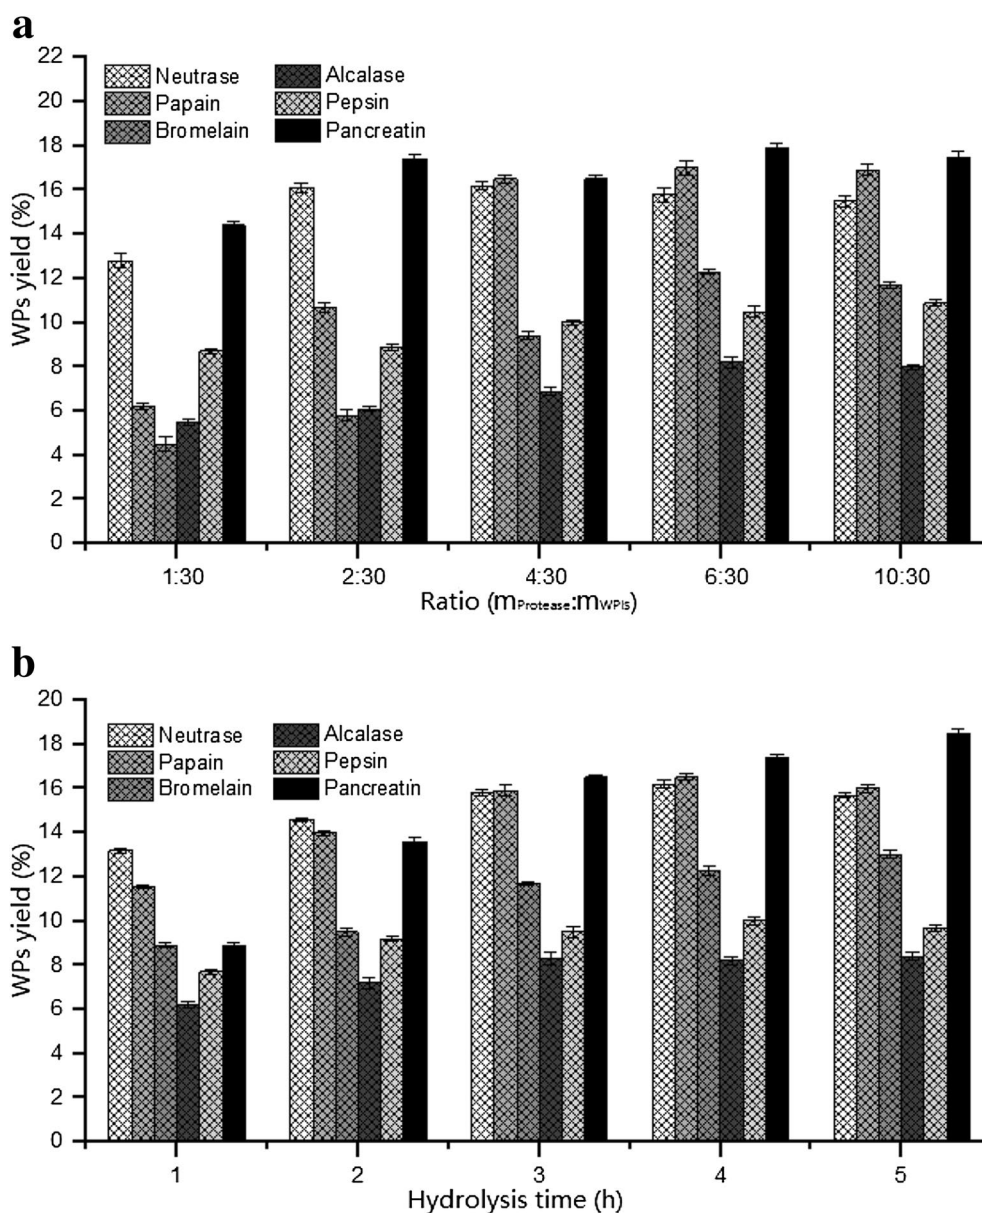 a
22
20
18
16
14
12
10
8
6
4
2
0
WPs yield (%)
Neutrase
Papain
Bromelain
Alcalase
Pepsin
Pancreatin
1:30 2:30 4:30 6:30 10:30
Ratio (mProtease:mWPIs)
b
20
18
16
14
12
10
8
6
4
2
0
WPs yield (%)
Neutrase
Papain
Bromelain
Alcalase
Pepsin
Pancreatin
1 2 3 4 5
Hydrolysis time (h)